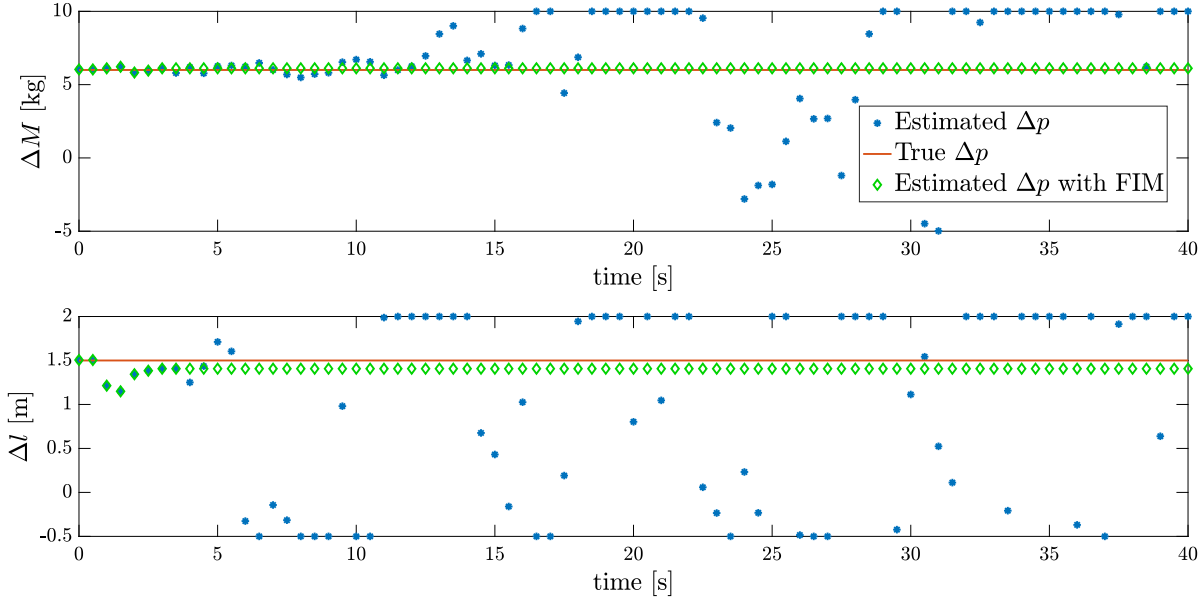 10
5
0
-5
ΔM [kg]
0 5 10 15 20 25 30 35 40
time [s]
Estimated Δp
True Δp
Estimated Δp with FIM
2
1.5
1
0.5
0
-0.5
Δl [m]
0 5 10 15 20 25 30 35 40
time [s]